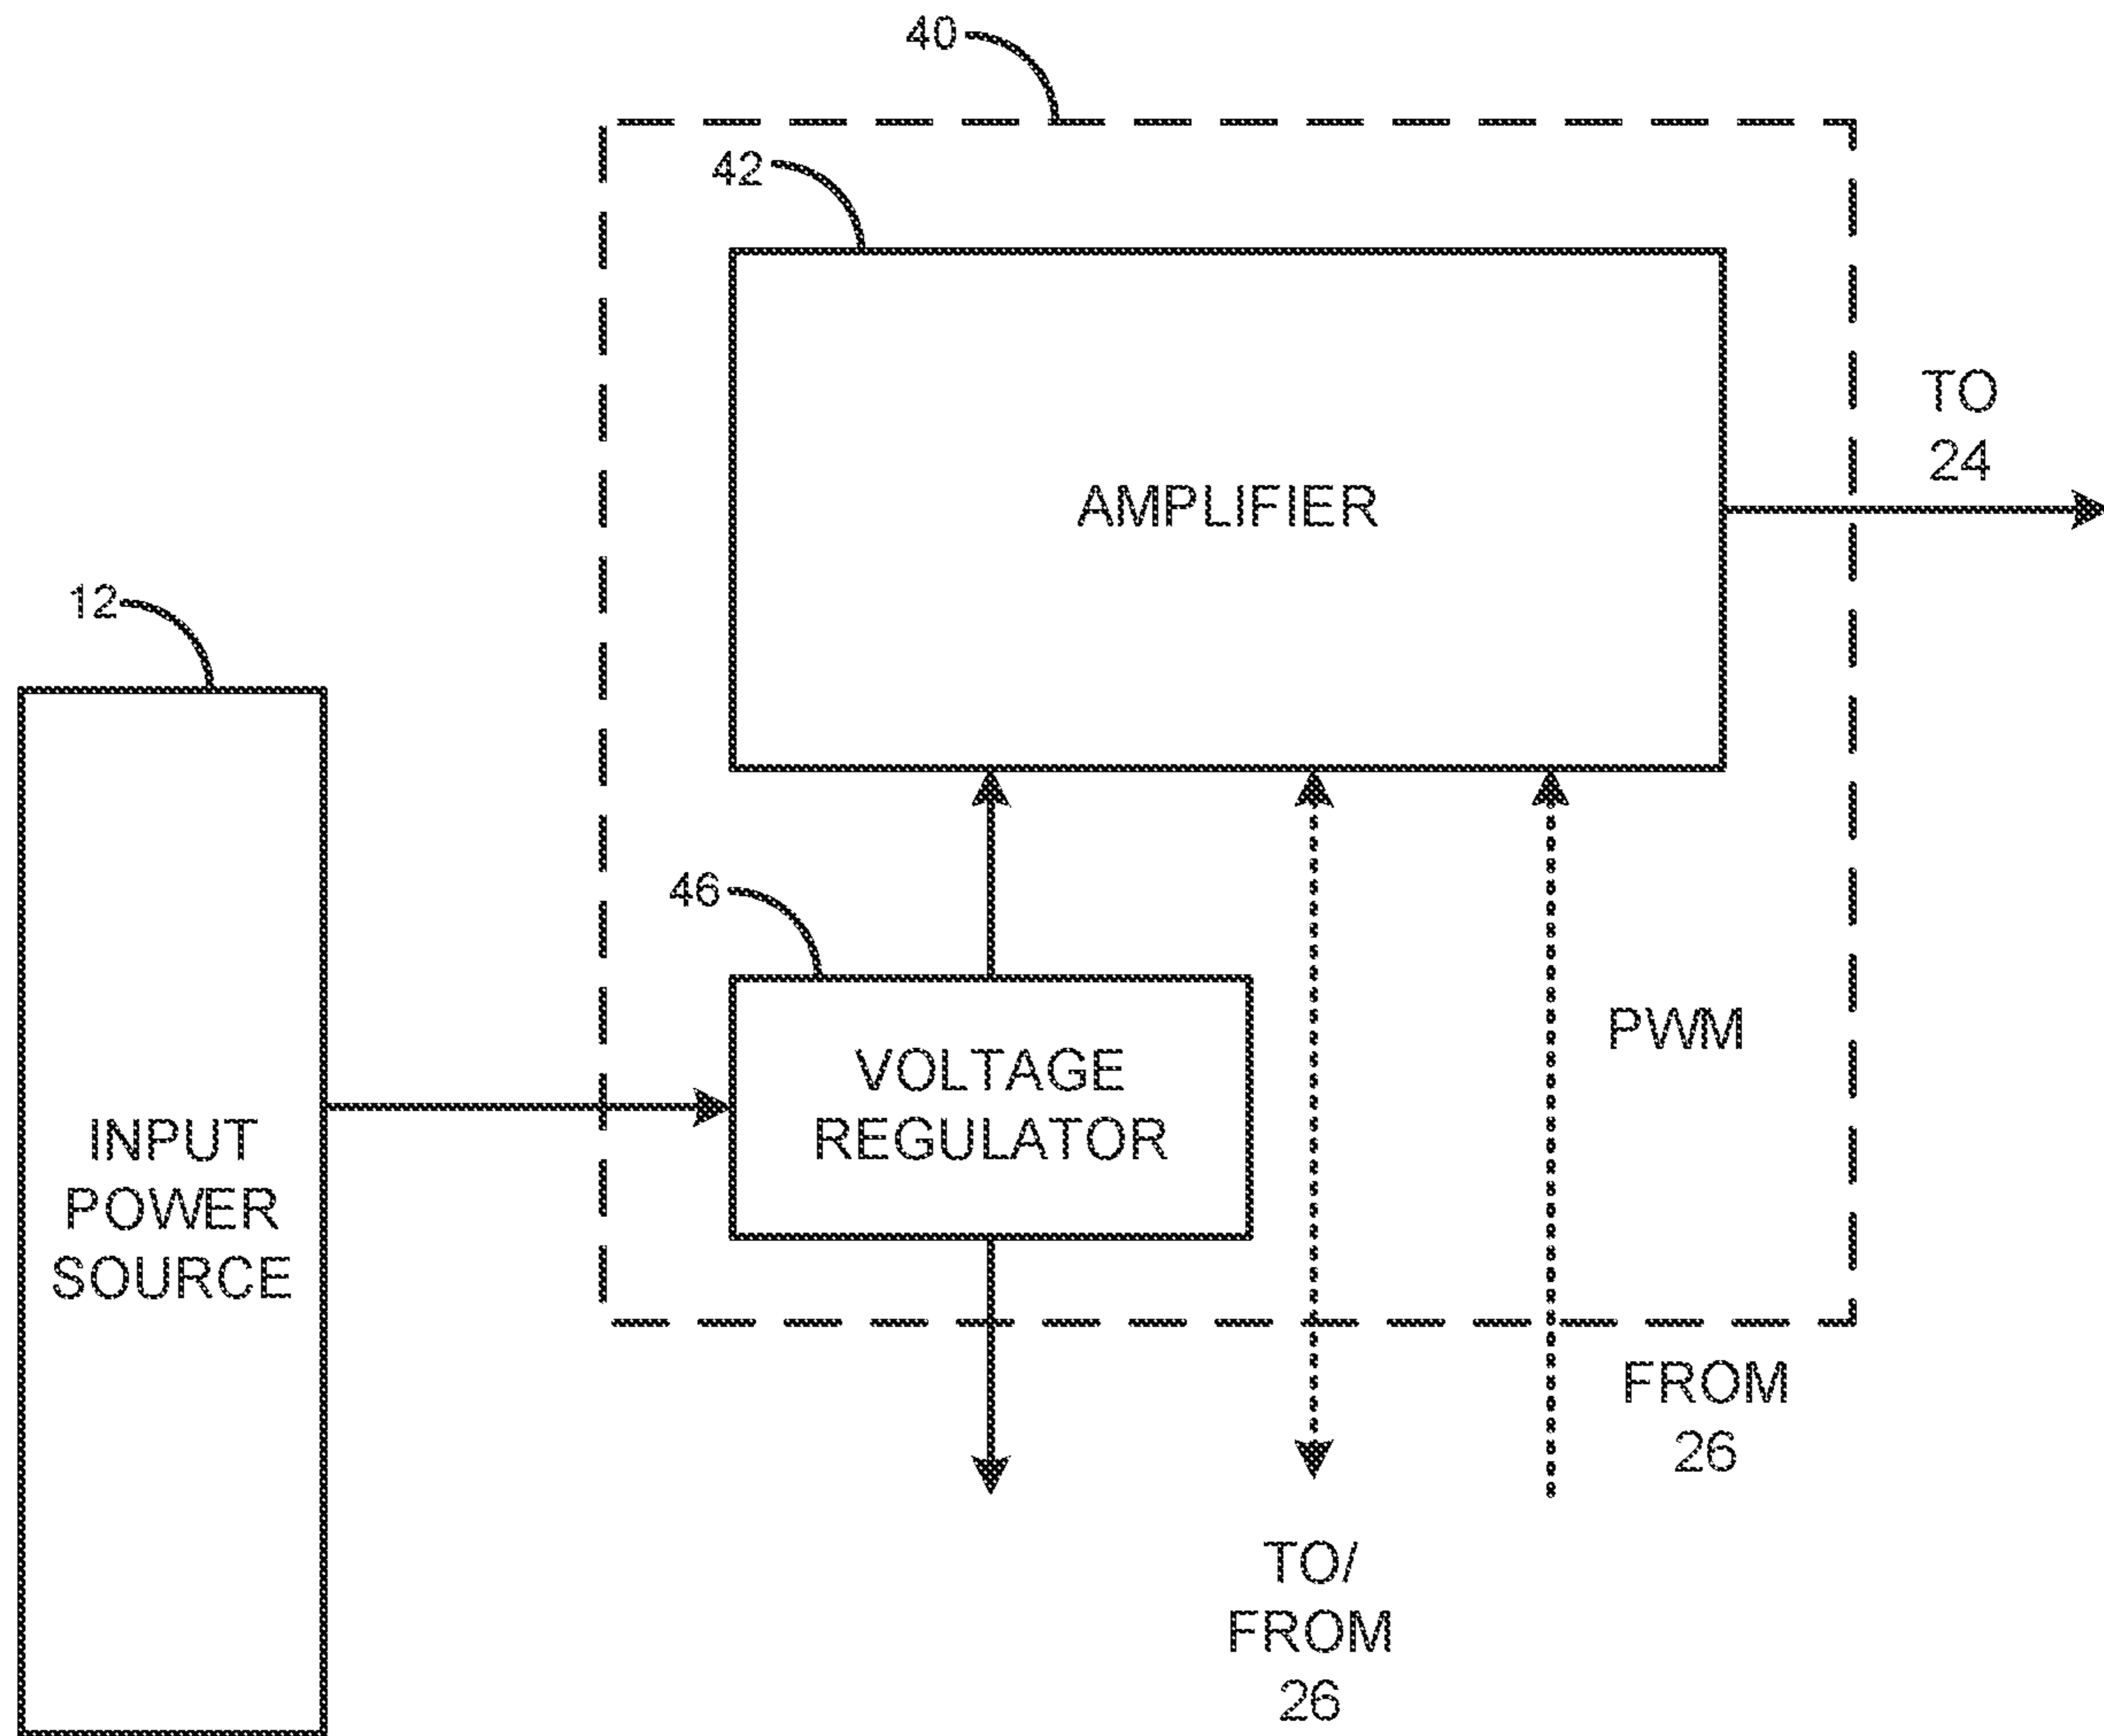 40
42
AMPLIFIER
TO
24
12
46
VOLTAGE
REGULATOR
PWM
INPUT
POWER
SOURCE
FROM
26
TO/
FROM
26